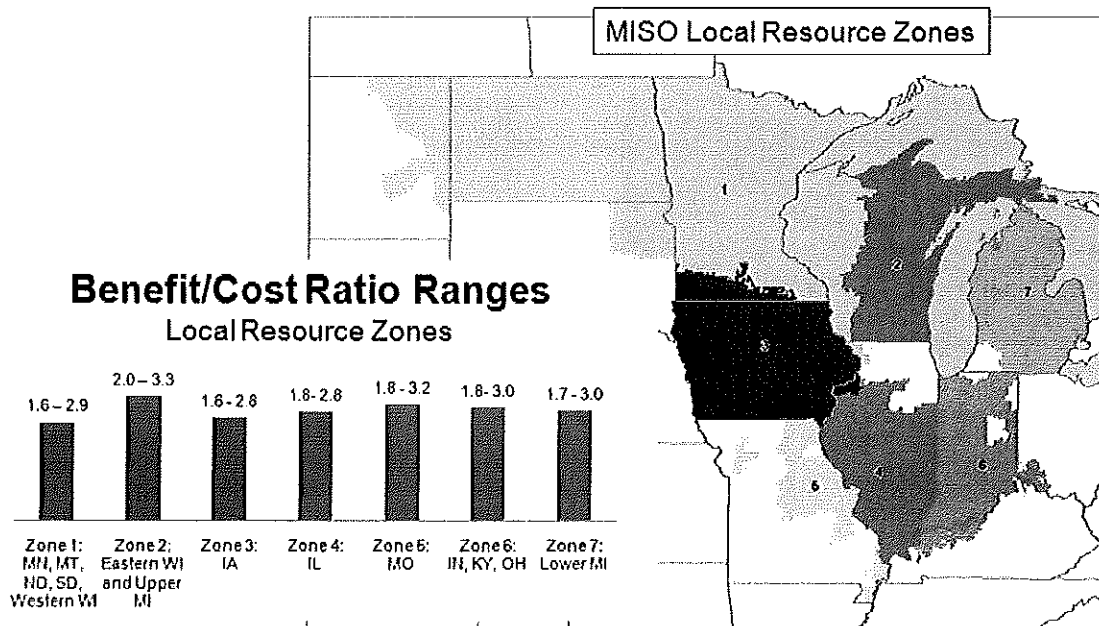 MISO Local Resource Zones
Benefit/Cost Ratio Ranges
Local Resource Zones
1.6 – 2.9
2.0 – 3.3
1.6 - 2.8
1.8 - 2.8
1.8 - 3.2
1.8 - 3.0
1.7 - 3.0
Zone 1:
MN, MT,
ND, SD,
Western WI
Zone 2:
Eastern WI
and Upper
MI
Zone 3:
IA
Zone 4:
IL
Zone 5:
MO
Zone 6:
IN, KY, OH
Zone 7:
Lower MI
1
2
7
3
4
6
5